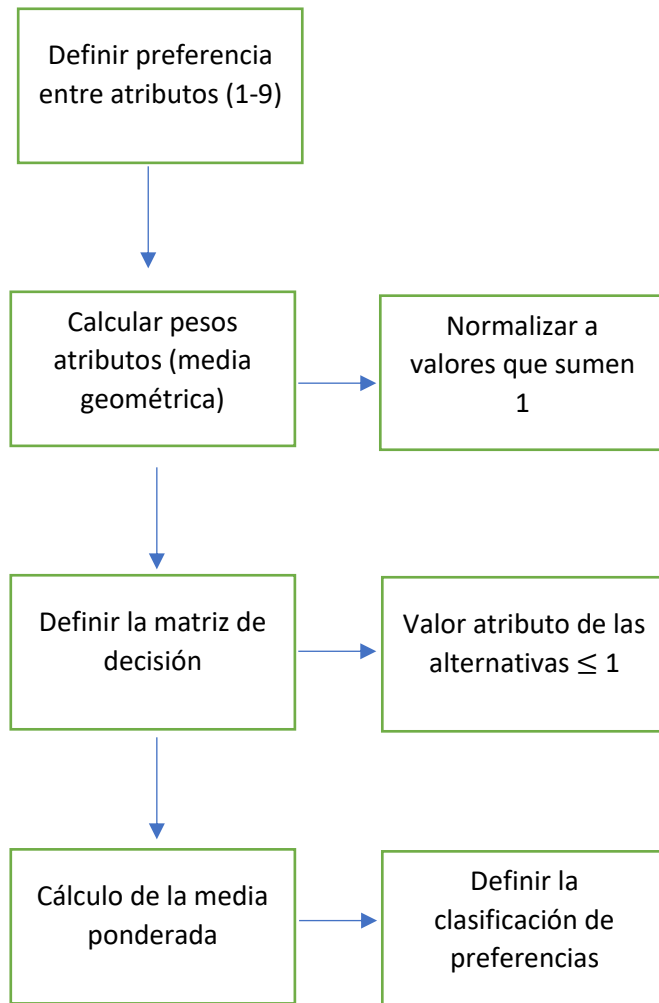 Definir preferencia
entre atributos (1-9)
Calcular pesos
atributos (media
geométrica)
Normalizar a
valores que sumen
1
Definir la matriz de
decisión
Valor atributo de las
alternativas ≤ 1
Cálculo de la media
ponderada
Definir la
clasificación de
preferencias